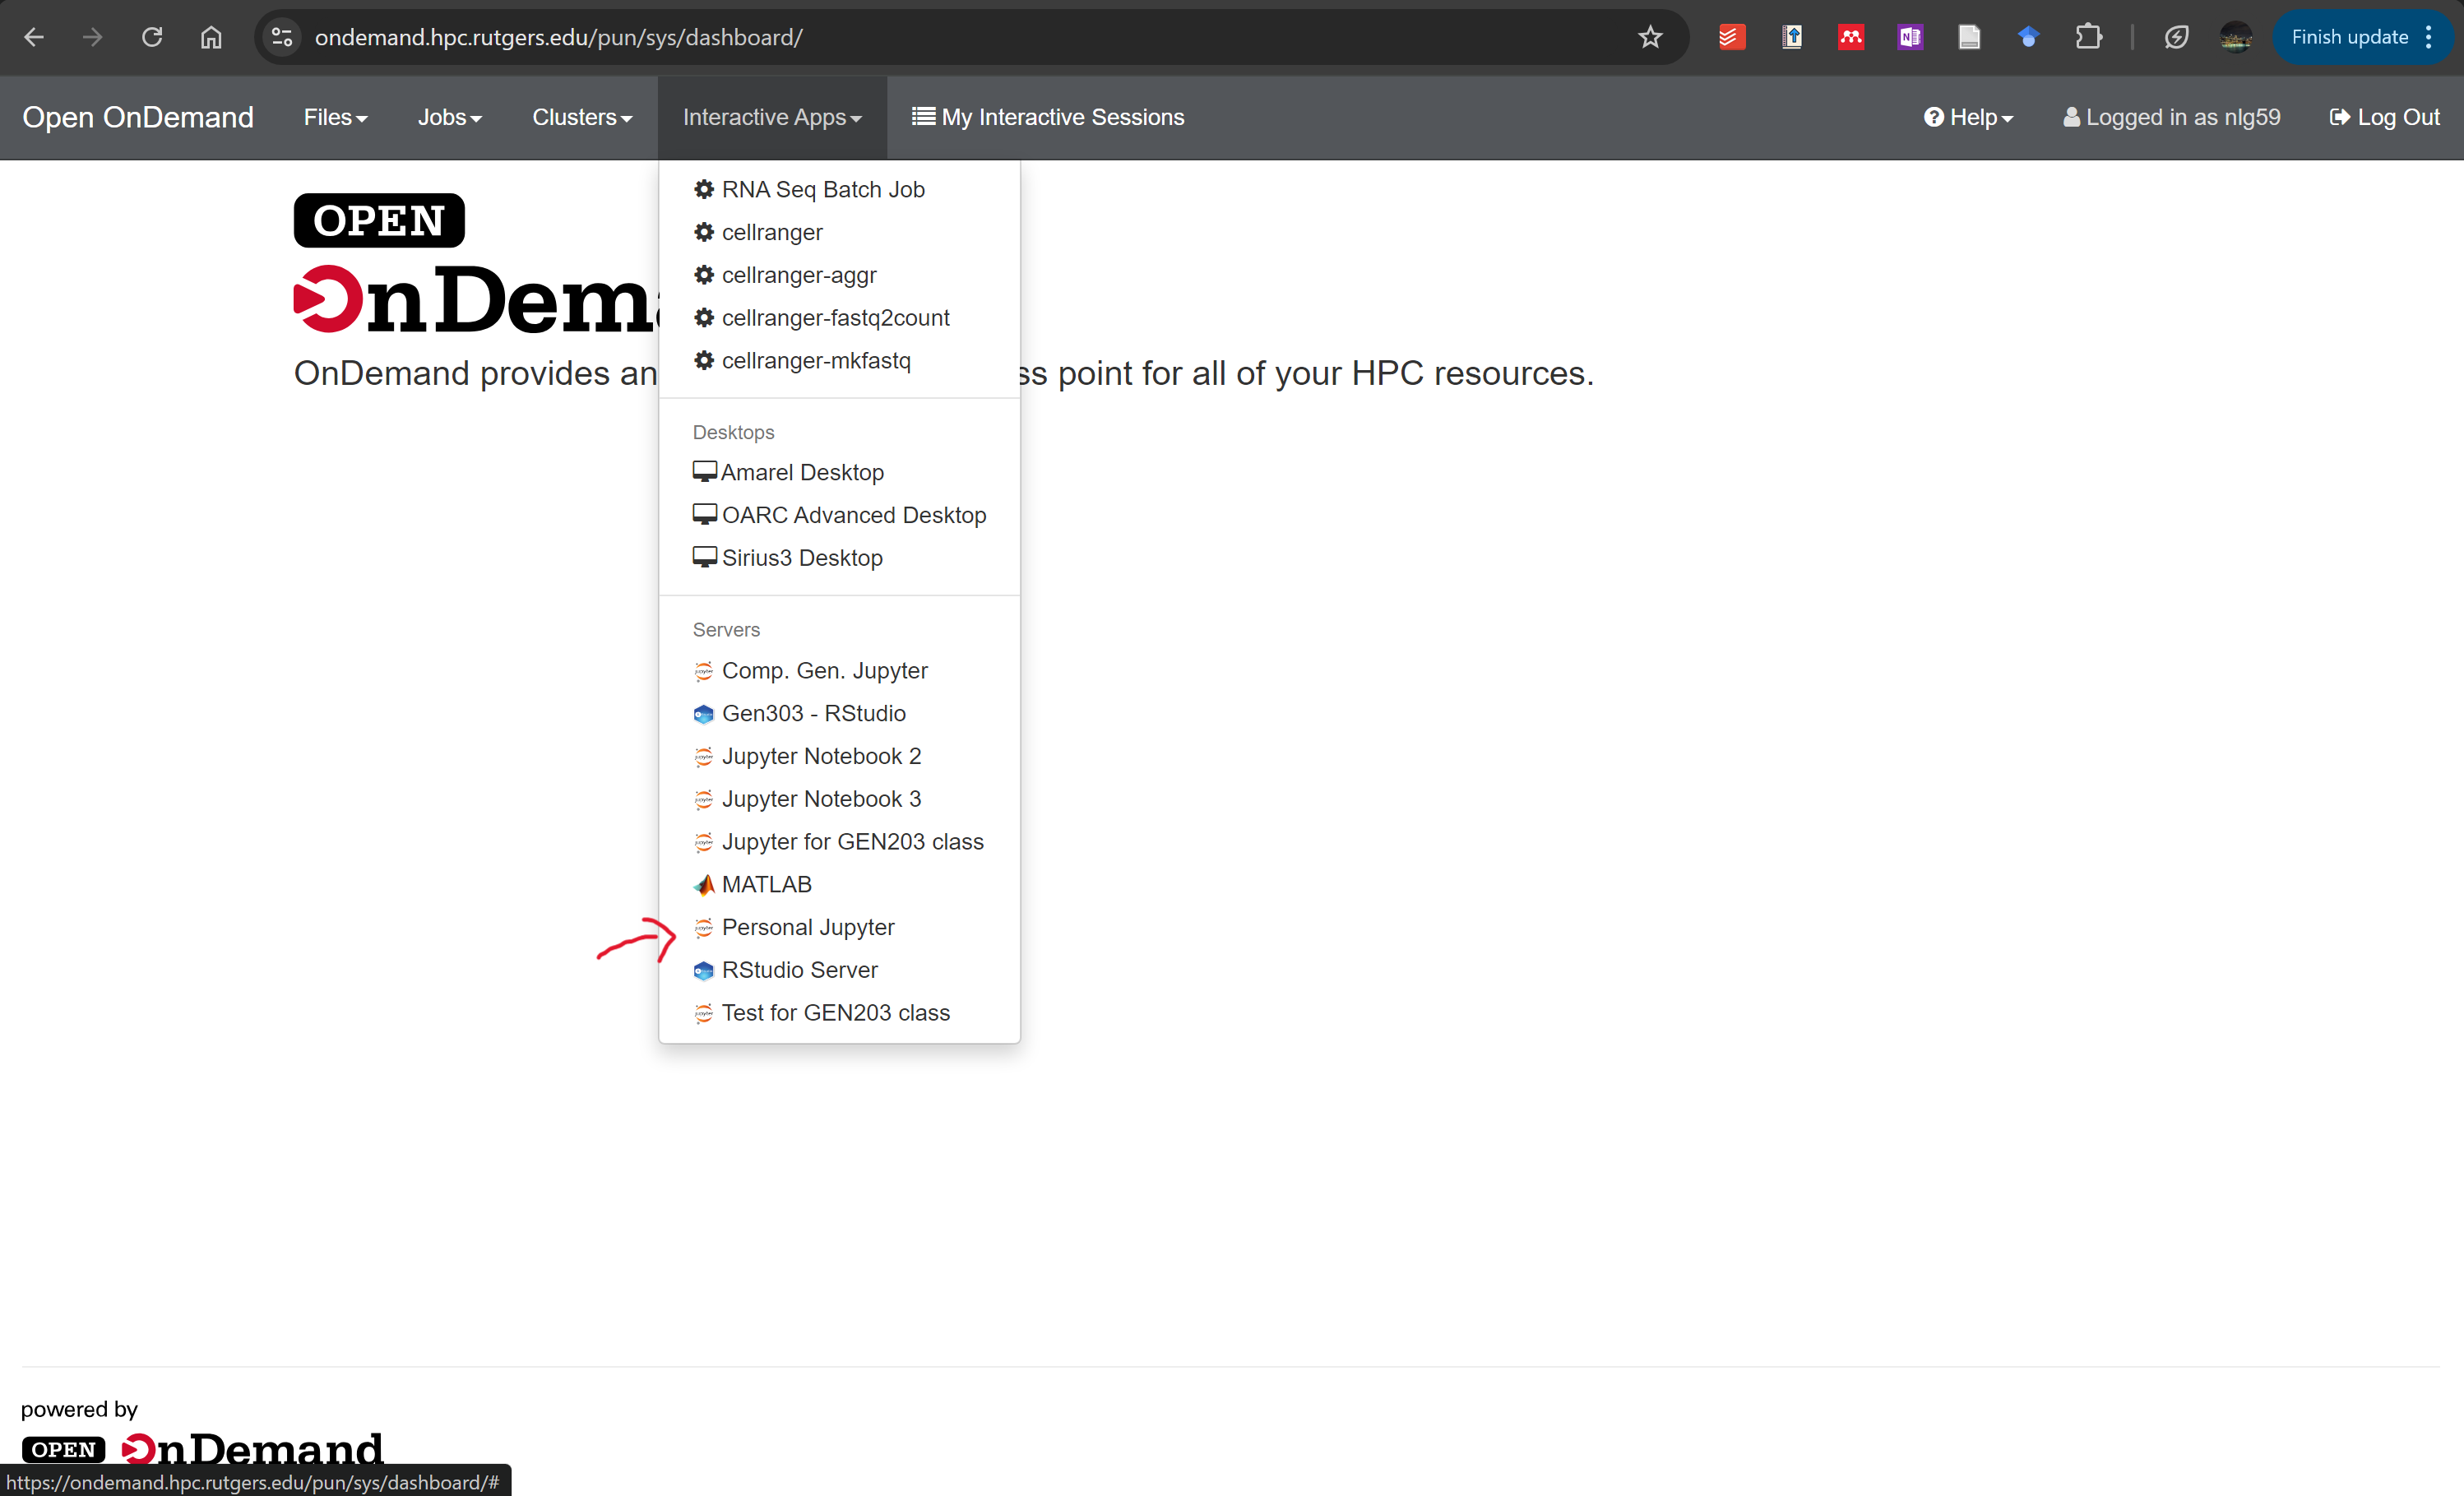 ondemand.hpc.rutgers.edu/pun/sys/dashboard/
Finish update
Open OnDemand
Files
Jobs
Clusters
Interactive Apps
My Interactive Sessions
Help
Logged in as nlg59
Log Out
OPEN
OnDem
OnDemand provides an
ss point for all of your HPC resources.
RNA Seq Batch Job
cellranger
cellranger-aggr
cellranger-fastq2count
cellranger-mkfastq
Desktops
Amarel Desktop
OARC Advanced Desktop
Sirius3 Desktop
Servers
Comp. Gen. Jupyter
Gen303 - RStudio
Jupyter Notebook 2
Jupyter Notebook 3
Jupyter for GEN203 class
MATLAB
Personal Jupyter
RStudio Server
Test for GEN203 class
powered by
OPEN OnDemand
https://ondemand.hpc.rutgers.edu/pun/sys/dashboard/#